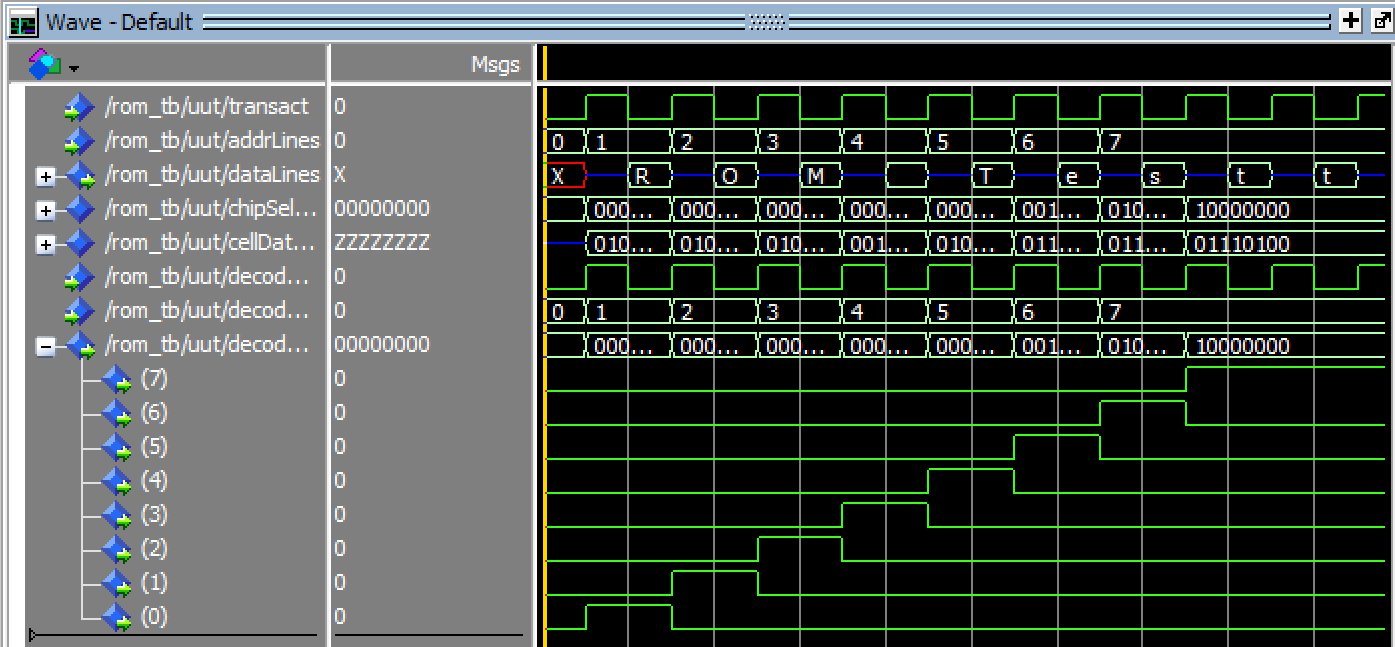 Wave - Default
Msgs
/rom_tb/uut/transact 0
/rom_tb/uut/addrLines 0 0 1 2 3 4 5 6 7
/rom_tb/uut/dataLines X X R O M T e s t t
/rom_tb/uut/chipSel... 00000000 000... 000... 000... 000... 000... 001... 010... 10000000
/rom_tb/uut/cellDat... ZZZZZZZZ 010... 010... 010... 001... 010... 011... 011... 01110100
/rom_tb/uut/decod... 0
/rom_tb/uut/decod... 0 0 1 2 3 4 5 6 7
/rom_tb/uut/decod... 00000000 000... 000... 000... 000... 000... 001... 010... 10000000
(7) 0
(6) 0
(5) 0
(4) 0
(3) 0
(2) 0
(1) 0
(0) 0